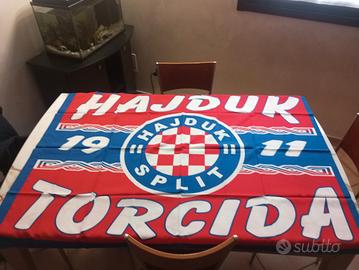 HAJDUK
19 11
HAJDUK
SPLIT
TORCIDA
subito